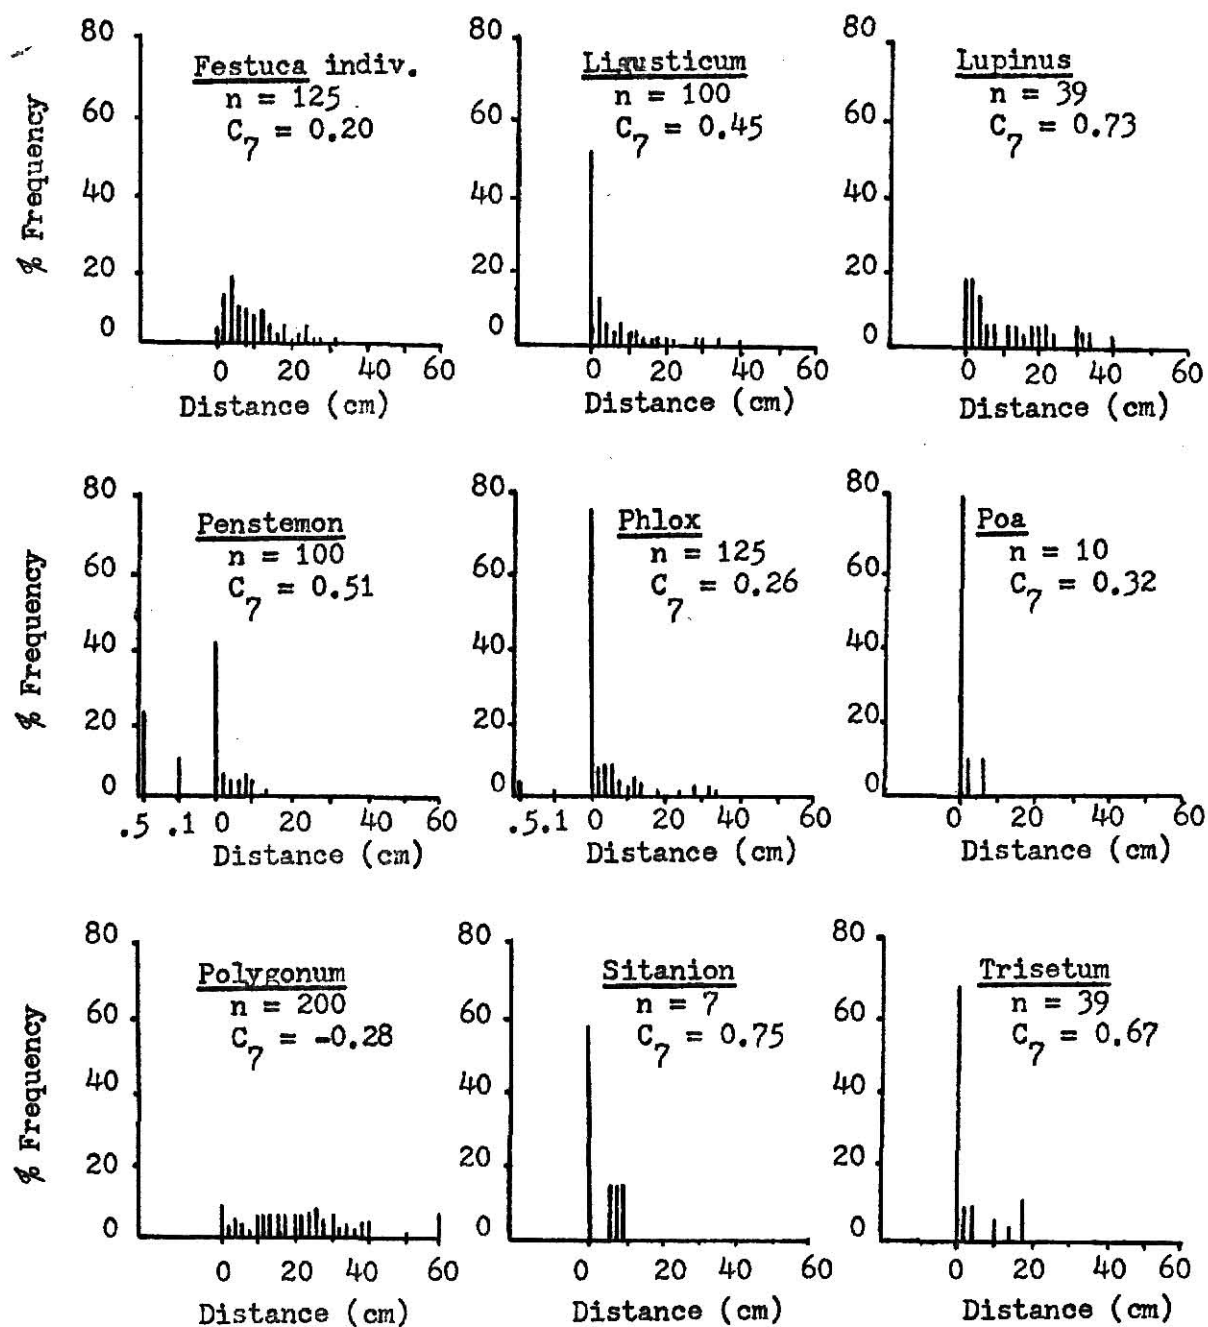 80
60
40
20
0
% Frequency
Festuca indiv.
n = 125
C7 = 0.20
0 20 40 60
Distance (cm)
80
60
40
20
0
Ligusticum
n = 100
C7 = 0.45
0 20 40 60
Distance (cm)
80
60
40
20
0
Lupinus
n = 39
C7 = 0.73
0 20 40 60
Distance (cm)
80
60
40
20
0
% Frequency
Penstemon
n = 100
C7 = 0.51
.5 .1 0 20 40 60
Distance (cm)
80
60
40
20
0
Phlox
n = 125
C7 = 0.26
.5 .1 0 20 40 60
Distance (cm)
80
60
40
20
0
Poa
n = 10
C7 = 0.32
0 20 40 60
Distance (cm)
80
60
40
20
0
% Frequency
Polygonum
n = 200
C7 = -0.28
0 20 40 60
Distance (cm)
80
60
40
20
0
Sitanion
n = 7
C7 = 0.75
0 20 40 60
Distance (cm)
80
60
40
20
0
Trisetum
n = 39
C7 = 0.67
0 20 40 60
Distance (cm)